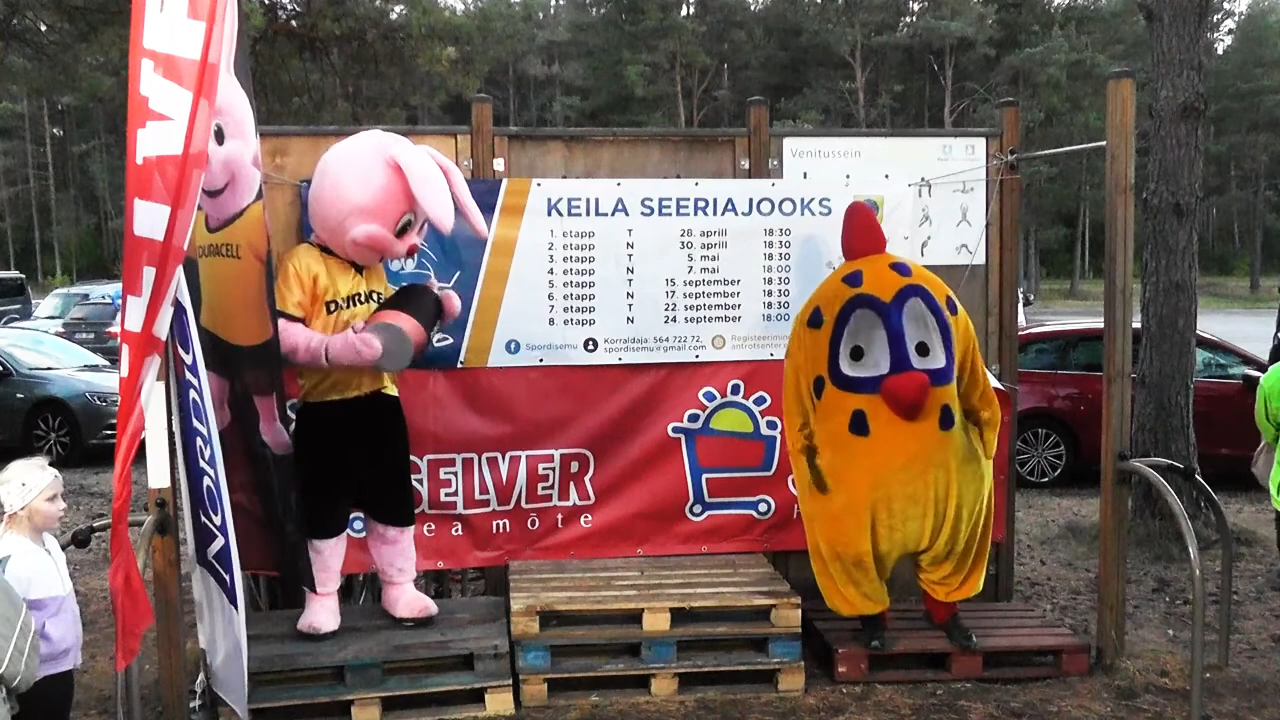 DURACELL
NORDIC
Venitussein
KEILA SEERIAJOOKS
1. etapp T 28. aprill 18:30
2. etapp N 30. aprill 18:30
3. etapp T 5. mai 18:30
4. etapp N 7. mai 18:00
5. etapp T 15. september 18:30
6. etapp N 17. september 18:30
7. etapp T 22. september 18:30
8. etapp N 24. september 18:00
Spordisemu
Korraldaja: 564 722 72,
spordisemu@gmail.com
SELVER
ea mõte